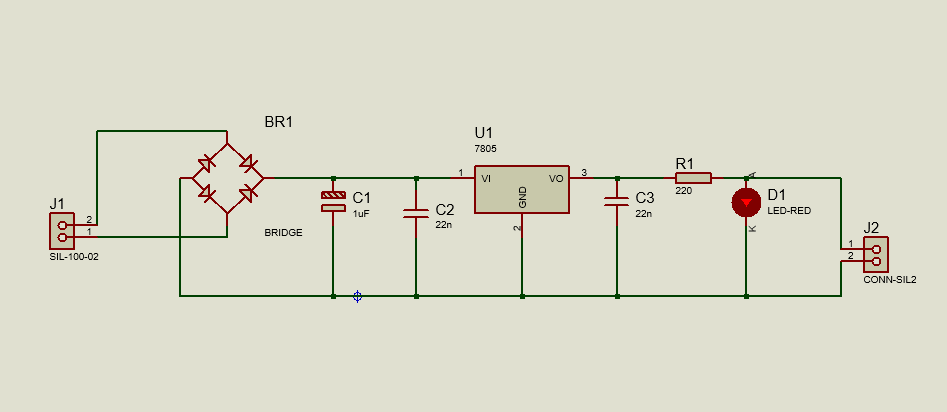 BR1
BRIDGE
J1
2
1
SIL-100-02
C1
1uF
C2
22n
U1
7805
1
VI
VO
3
GND
2
C3
22n
R1
220
A
D1
LED-RED
K
J2
1
2
CONN-SIL2